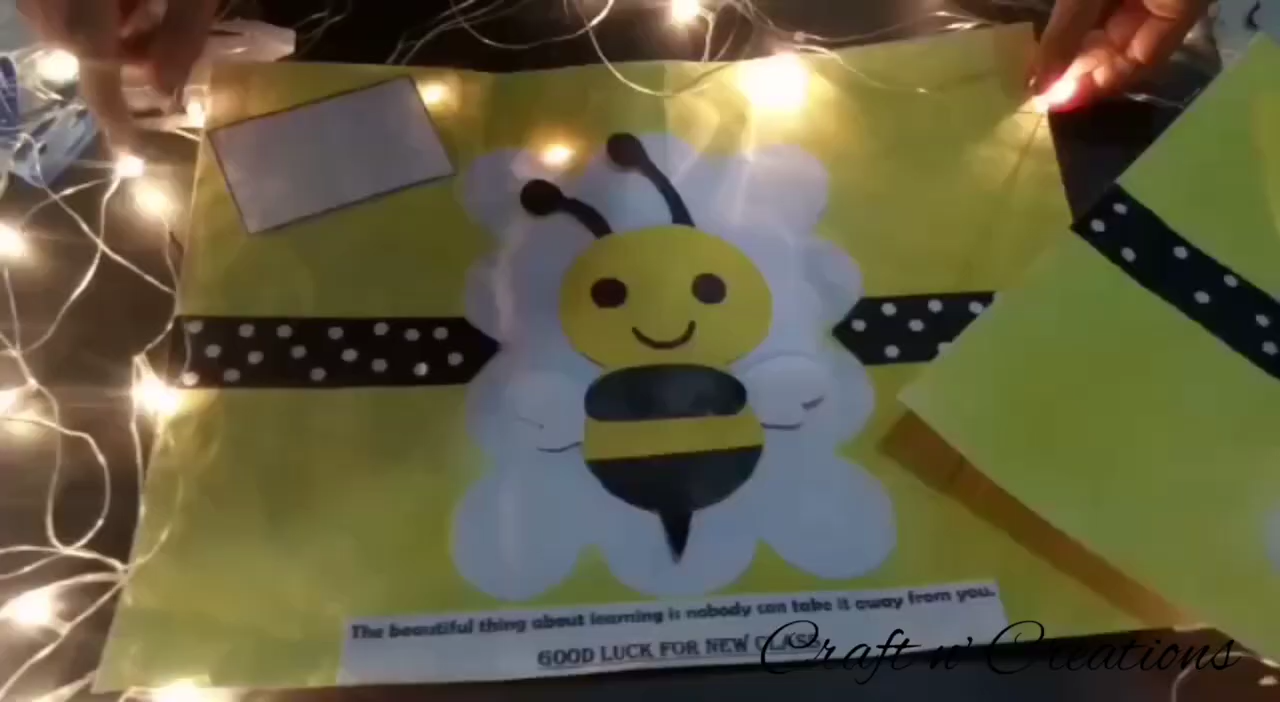 The beautiful thing about learning is nobody can take it away from you.
GOOD LUCK FOR NEW CLASS
Craft n' Creations